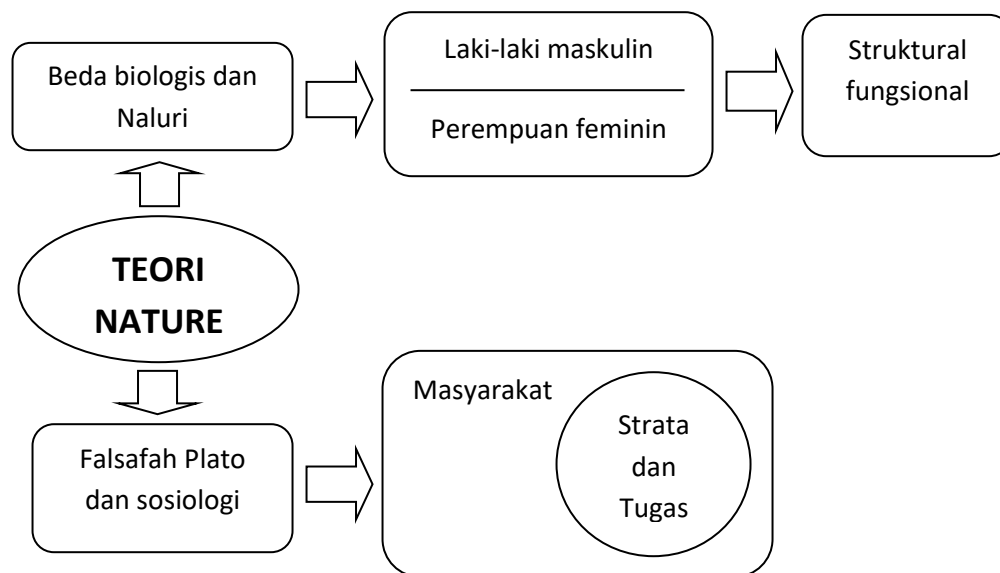 Beda biologis dan
Naluri
Laki-laki maskulin
Perempuan feminin
Struktural
fungsional
TEORI
NATURE
Falsafah Plato
dan sosiologi
Masyarakat
Strata
dan
Tugas